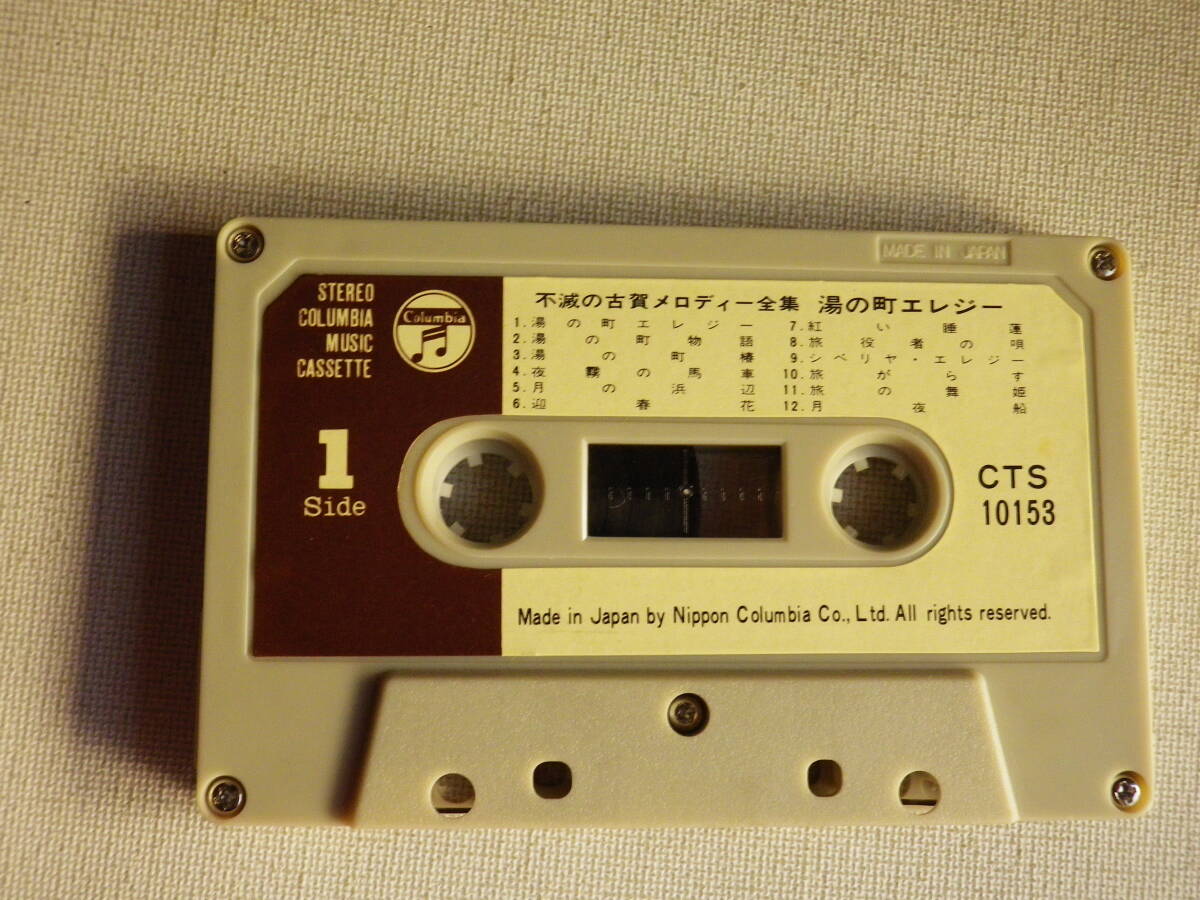 MADE IN JAPAN
STEREO
COLUMBIA
MUSIC
CASSETTE
Columbia
不滅の古賀メロディー全集 湯の町エレジー
1.湯の町エレジー
2.湯の町物語
3.湯の町椿
4.夜霧の馬車
5.月の浜辺
6.迎春花
7.紅い睡蓮
8.旅役者の唄
9.シベリヤ・エレジー
10.旅がらす
11.旅の舞姫
12.月夜船
1
Side
CTS
10153
Made in Japan by Nippon Columbia Co., Ltd. All rights reserved.